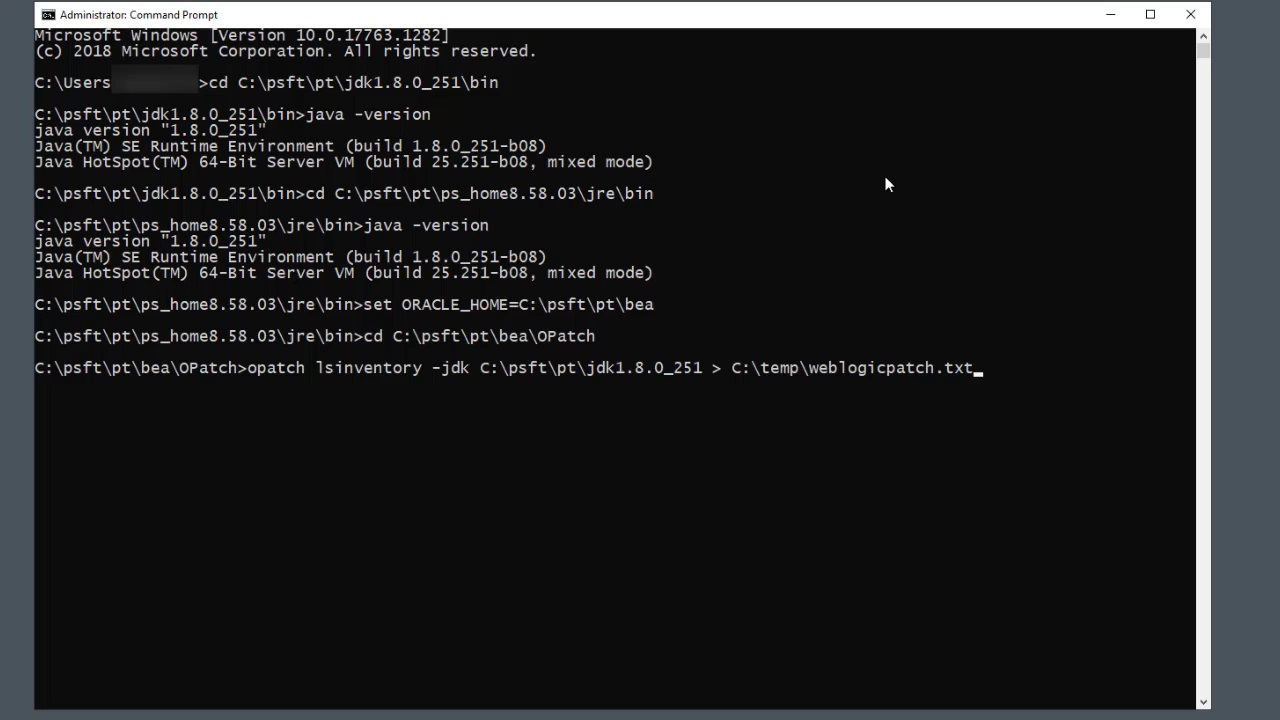 Administrator: Command Prompt
Microsoft Windows [Version 10.0.17763.1282]
(c) 2018 Microsoft Corporation. All rights reserved.
C:\Users >cd C:\psft\pt\jdk1.8.0_251\bin
C:\psft\pt\jdk1.8.0_251\bin>java -version
java version "1.8.0_251"
Java(TM) SE Runtime Environment (build 1.8.0_251-b08)
Java HotSpot(TM) 64-Bit Server VM (build 25.251-b08, mixed mode)
C:\psft\pt\jdk1.8.0_251\bin>cd C:\psft\pt\ps_home8.58.03\jre\bin
C:\psft\pt\ps_home8.58.03\jre\bin>java -version
java version "1.8.0_251"
Java(TM) SE Runtime Environment (build 1.8.0_251-b08)
Java HotSpot(TM) 64-Bit Server VM (build 25.251-b08, mixed mode)
C:\psft\pt\ps_home8.58.03\jre\bin>set ORACLE_HOME=C:\psft\pt\bea
C:\psft\pt\ps_home8.58.03\jre\bin>cd C:\psft\pt\bea\OPatch
C:\psft\pt\bea\OPatch>opatch lsinventory -jdk C:\psft\pt\jdk1.8.0_251 > C:\temp\weblogicpatch.txt